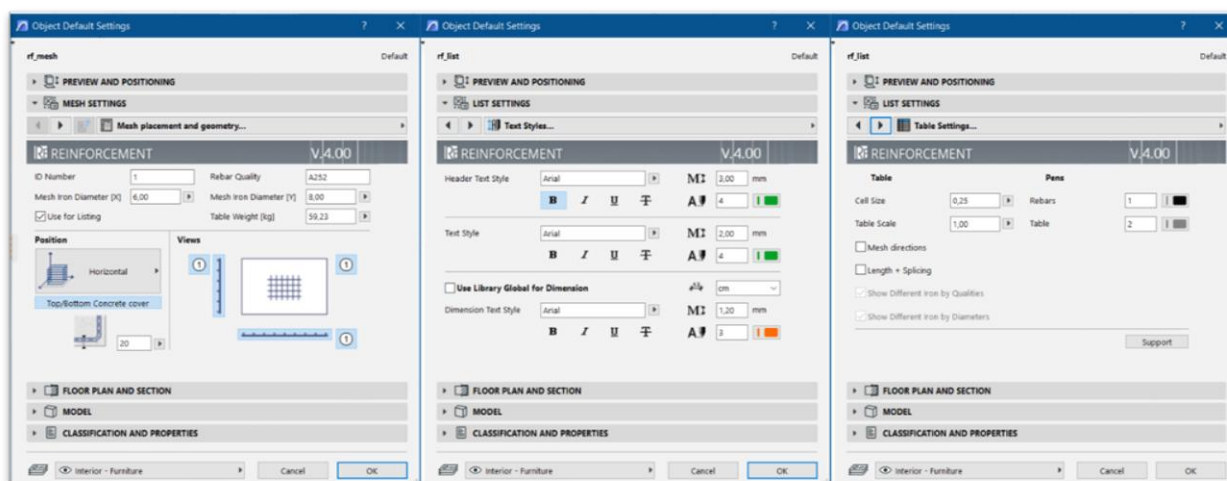 Object Default Settings ? ×
rf_mesh Default
PREVIEW AND POSITIONING
MESH SETTINGS
Mesh placement and geometry...
REINFORCEMENT V.4.00
ID Number 1 Rebar Quality A252
Mesh Iron Diameter [X] 6,00 Mesh Iron Diameter [Y] 8,00
Use for Listing Table Weight [kg] 59,23
Position Views
Horizontal
1 1
Top/Bottom Concrete cover
20
1
FLOOR PLAN AND SECTION
MODEL
CLASSIFICATION AND PROPERTIES
Interior - Furniture Cancel OK
Object Default Settings ? ×
rf_list Default
PREVIEW AND POSITIONING
LIST SETTINGS
Text Styles...
REINFORCEMENT V.4.00
Header Text Style Arial M 3,00 mm
B I U T A 4
Text Style Arial M 2,00 mm
B I U T A 4
Use Library Global for Dimension cm
Dimension Text Style Arial M 1,20 mm
B I U T A 3
FLOOR PLAN AND SECTION
MODEL
CLASSIFICATION AND PROPERTIES
Interior - Furniture Cancel OK
Object Default Settings ? ×
rf_list Default
PREVIEW AND POSITIONING
LIST SETTINGS
Table Settings...
REINFORCEMENT V.4.00
Table Pens
Cell Size 0,25 Rebars 1
Table Scale 1,00 Table 2
Mesh directions
Length + Splicing
Show Different Iron by Qualities
Show Different Iron by Diameters
Support
FLOOR PLAN AND SECTION
MODEL
CLASSIFICATION AND PROPERTIES
Interior - Furniture Cancel OK